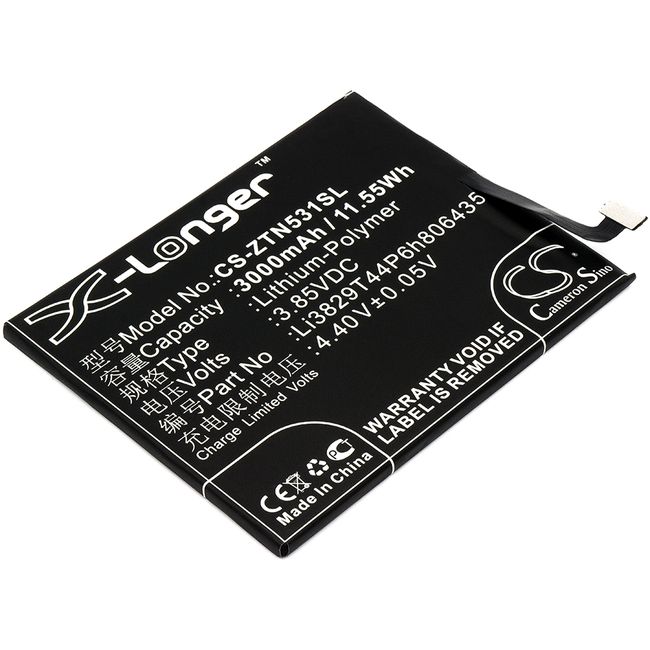 X-Longer™
型号Model No.:CS-ZTN531SL
容量Capacity :3000mAh / 11.55Wh
规格Type :Lithium-Polymer
电压Volts :3.85VDC
编号Part No :Li3829T44P6h806435
充电限制电压 :4.40V±0.05V
Charge Limited Volts
CE
Made in China
WARRANTY VOID IF
LABEL IS REMOVED
CS
Cameron Sino